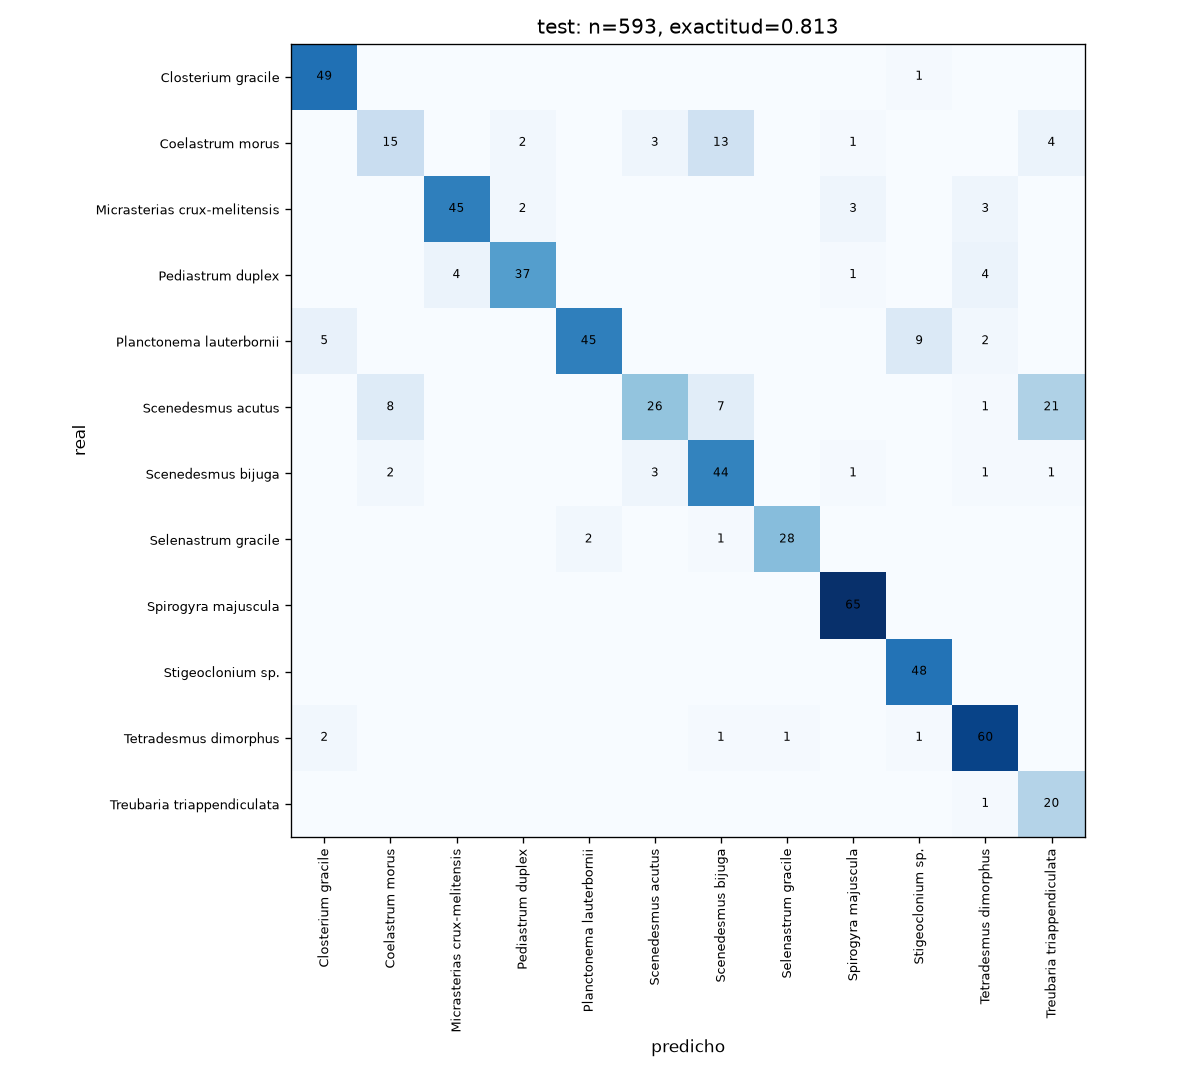 test: n=593, exactitud=0.813
Closterium gracile 49 1
Coelastrum morus 15 2 3 13 1 4
Micrasterias crux-melitensis 45 2 3 3
Pediastrum duplex 4 37 1 4
Planctonema lauterbornii 5 45 9 2
Scenedesmus acutus 8 26 7 1 21
real
Scenedesmus bijuga 2 3 44 1 1 1
Selenastrum gracile 2 1 28
Spirogyra majuscula 65
Stigeoclonium sp. 48
Tetradesmus dimorphus 2 1 1 1 60
Treubaria triappendiculata 1 20
Closterium gracile
Coelastrum morus
Micrasterias crux-melitensis
Pediastrum duplex
Planctonema lauterbornii
Scenedesmus acutus
Scenedesmus bijuga
Selenastrum gracile
Spirogyra majuscula
Stigeoclonium sp.
Tetradesmus dimorphus
Treubaria triappendiculata
predicho